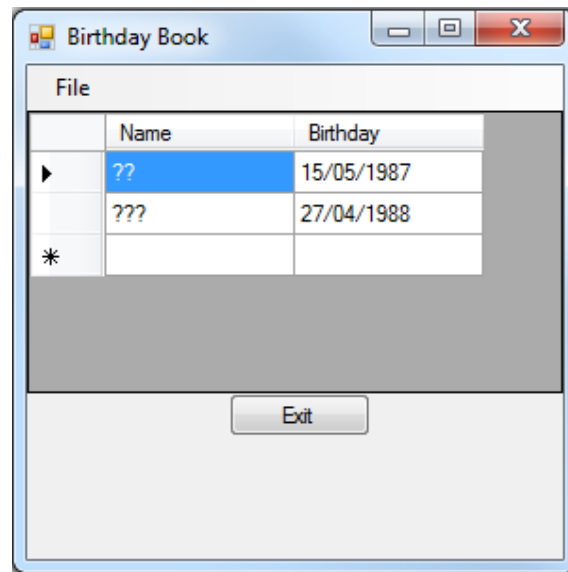 Birthday Book
File
Name Birthday
?? 15/05/1987
??? 27/04/1988
Exit